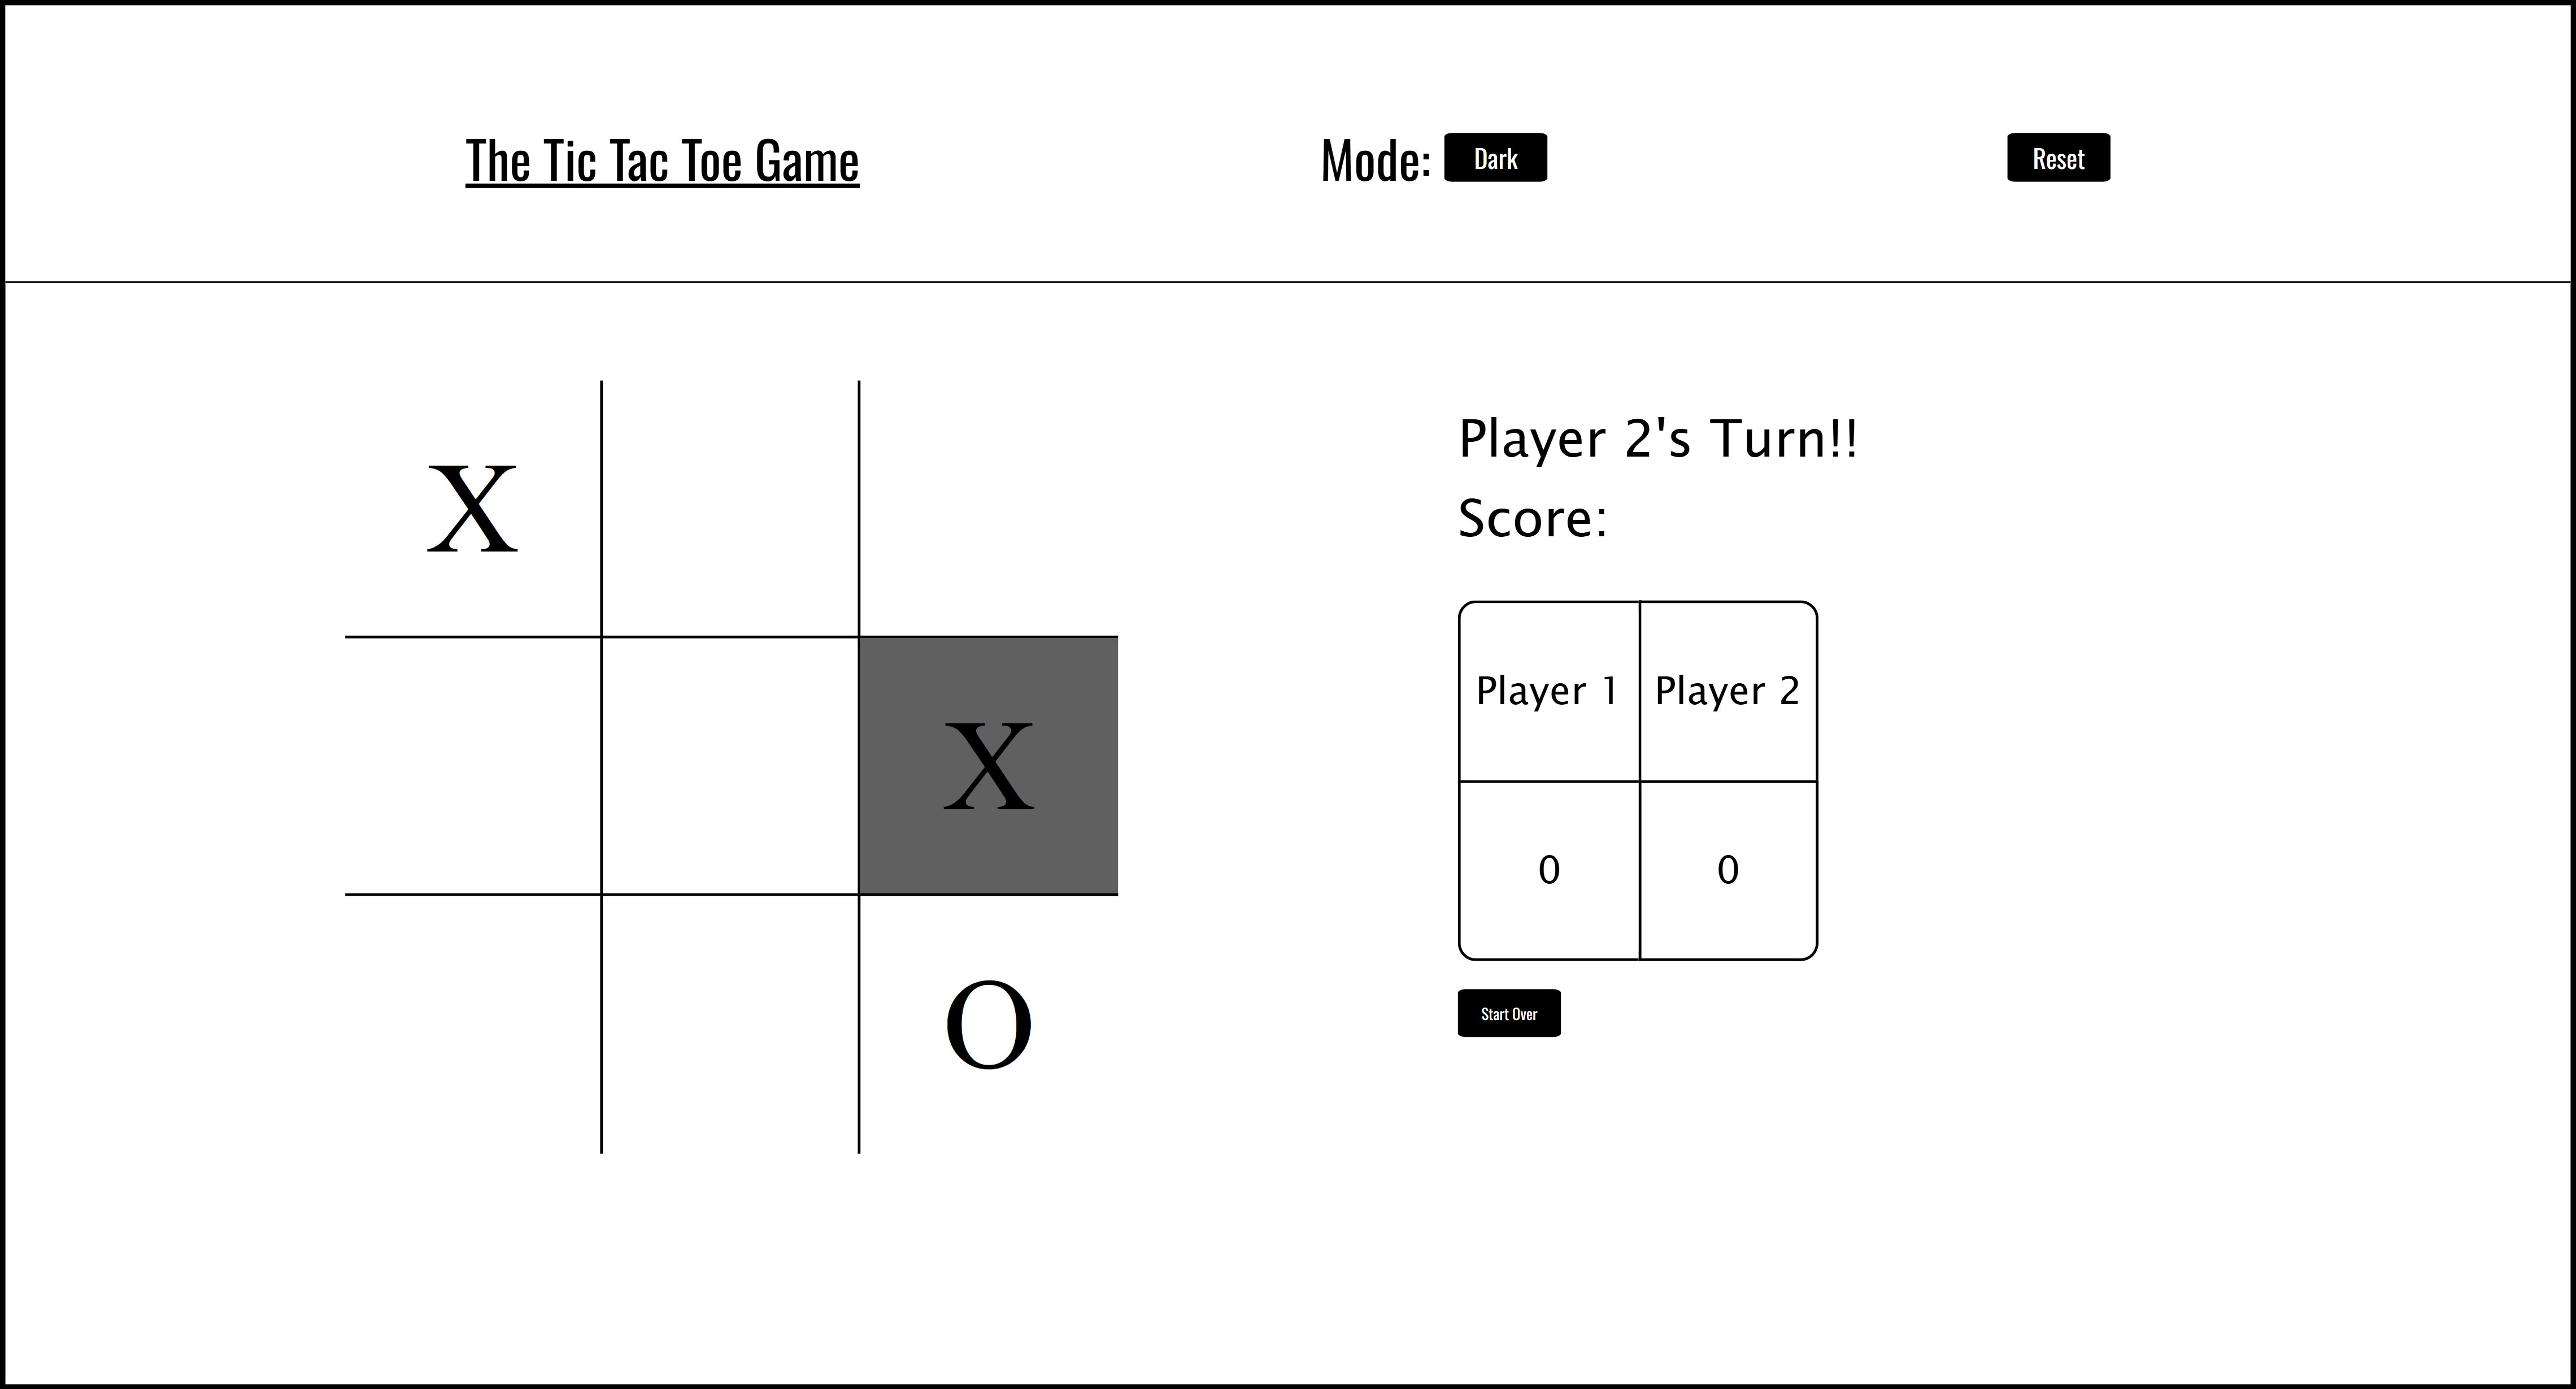 The Tic Tac Toe Game
Mode: Dark
Reset
X
X
O
Player 2's Turn!!
Score:
Player 1 Player 2
0 0
Start Over